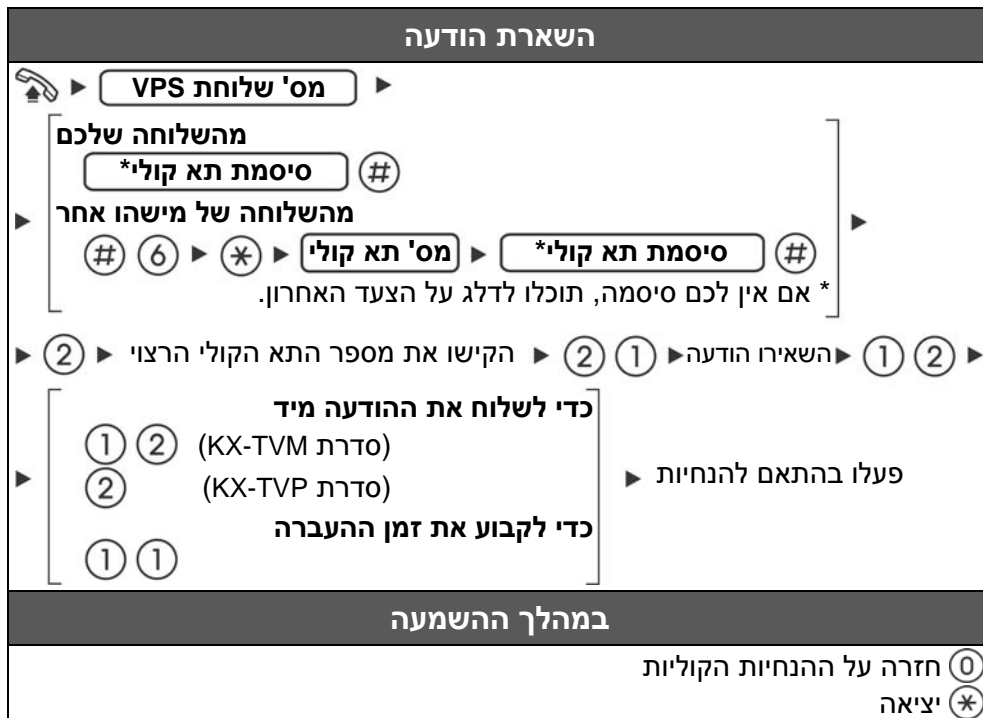 השארת הודעה
מס' שלוחת VPS
מהשלוחה שלכם
סיסמת תא קולי* #
מהשלוחה של מישהו אחר
# 6 * מס' תא קולי סיסמת תא קולי* #
* אם אין לכם סיסמה, תוכלו לדלג על הצעד האחרון.
2 הקישו את מספר התא הקולי הרצוי 2 1 השאירו הודעה 1 2
כדי לשלוח את ההודעה מיד
1 2 (סדרת KX-TVM)
2 (סדרת KX-TVP)
כדי לקבוע את זמן ההעברה
1 1
פעלו בהתאם להנחיות
במהלך ההשמעה
0 חזרה על ההנחיות הקוליות
* יציאה